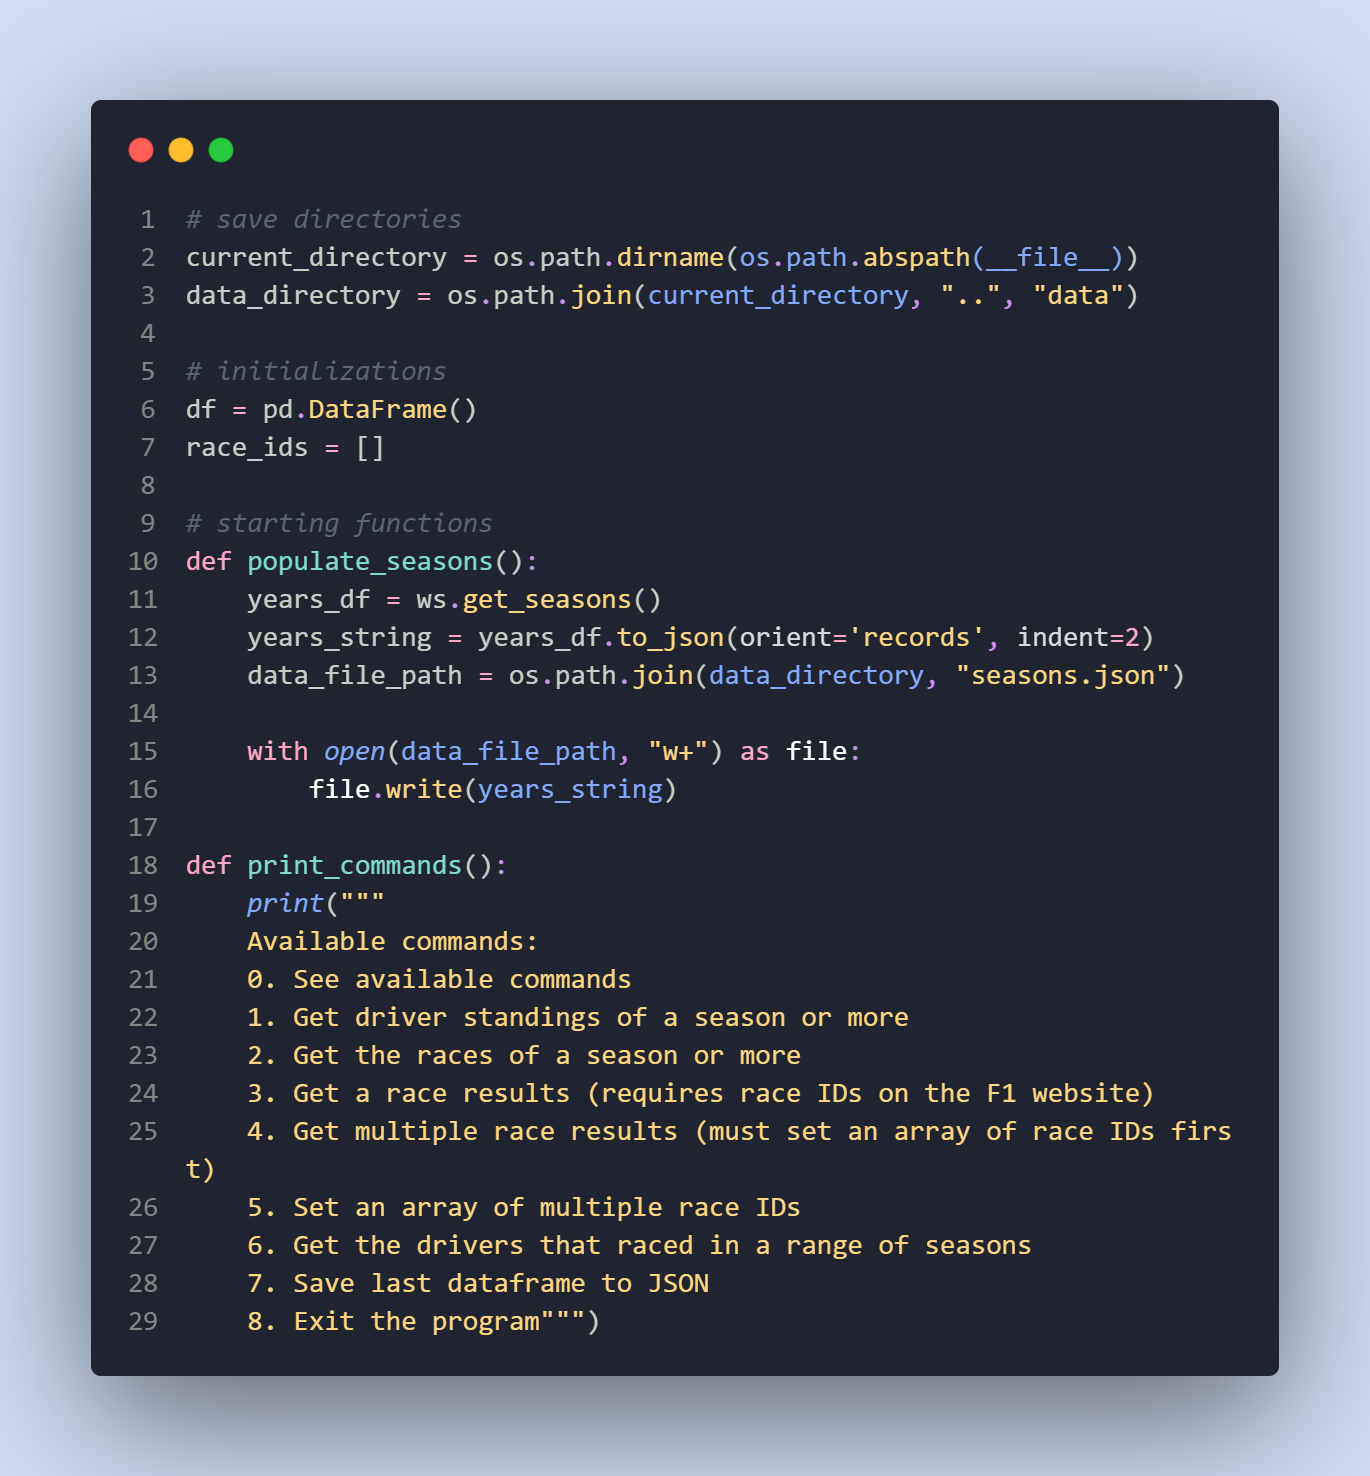 1 # save directories
2 current_directory = os.path.dirname(os.path.abspath(__file__))
3 data_directory = os.path.join(current_directory, "..", "data")
4
5 # initializations
6 df = pd.DataFrame()
7 race_ids = []
8
9 # starting functions
10 def populate_seasons():
11     years_df = ws.get_seasons()
12     years_string = years_df.to_json(orient='records', indent=2)
13     data_file_path = os.path.join(data_directory, "seasons.json")
14
15     with open(data_file_path, "w+") as file:
16         file.write(years_string)
17
18 def print_commands():
19     print("""
20     Available commands:
21     0. See available commands
22     1. Get driver standings of a season or more
23     2. Get the races of a season or more
24     3. Get a race results (requires race IDs on the F1 website)
25     4. Get multiple race results (must set an array of race IDs firs
t)
26     5. Set an array of multiple race IDs
27     6. Get the drivers that raced in a range of seasons
28     7. Save last dataframe to JSON
29     8. Exit the program""")